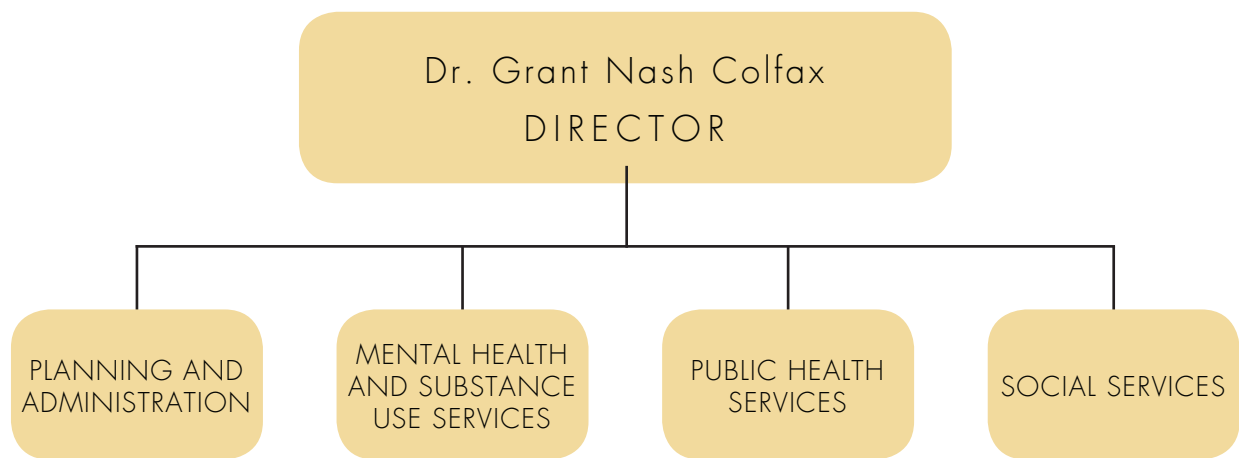 Dr. Grant Nash Colfax
DIRECTOR
PLANNING AND
ADMINISTRATION
MENTAL HEALTH
AND SUBSTANCE
USE SERVICES
PUBLIC HEALTH
SERVICES
SOCIAL SERVICES